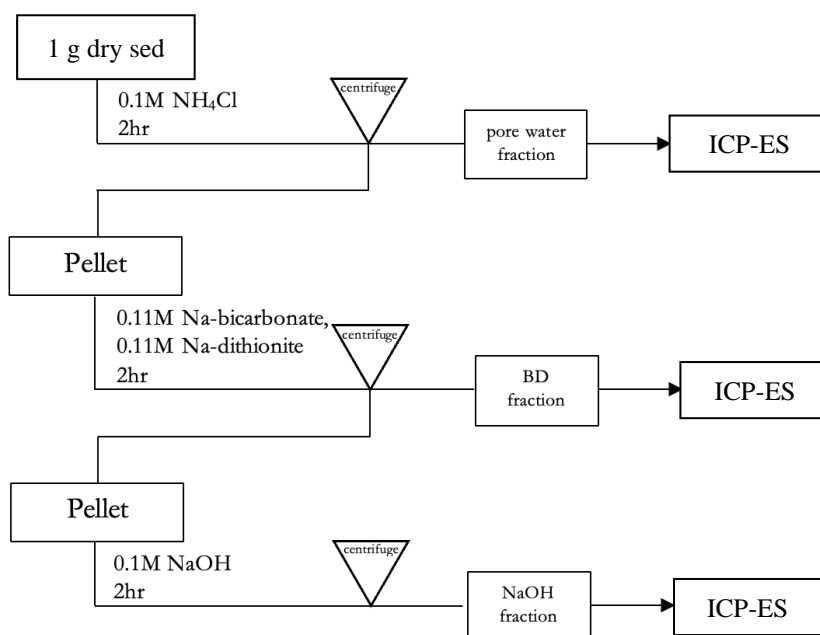 1 g dry sed
0.1M NH₄Cl
2hr
centrifuge
pore water
fraction
ICP-ES
Pellet
0.11M Na-bicarbonate,
0.11M Na-dithionite
2hr
centrifuge
BD
fraction
ICP-ES
Pellet
0.1M NaOH
2hr
centrifuge
NaOH
fraction
ICP-ES